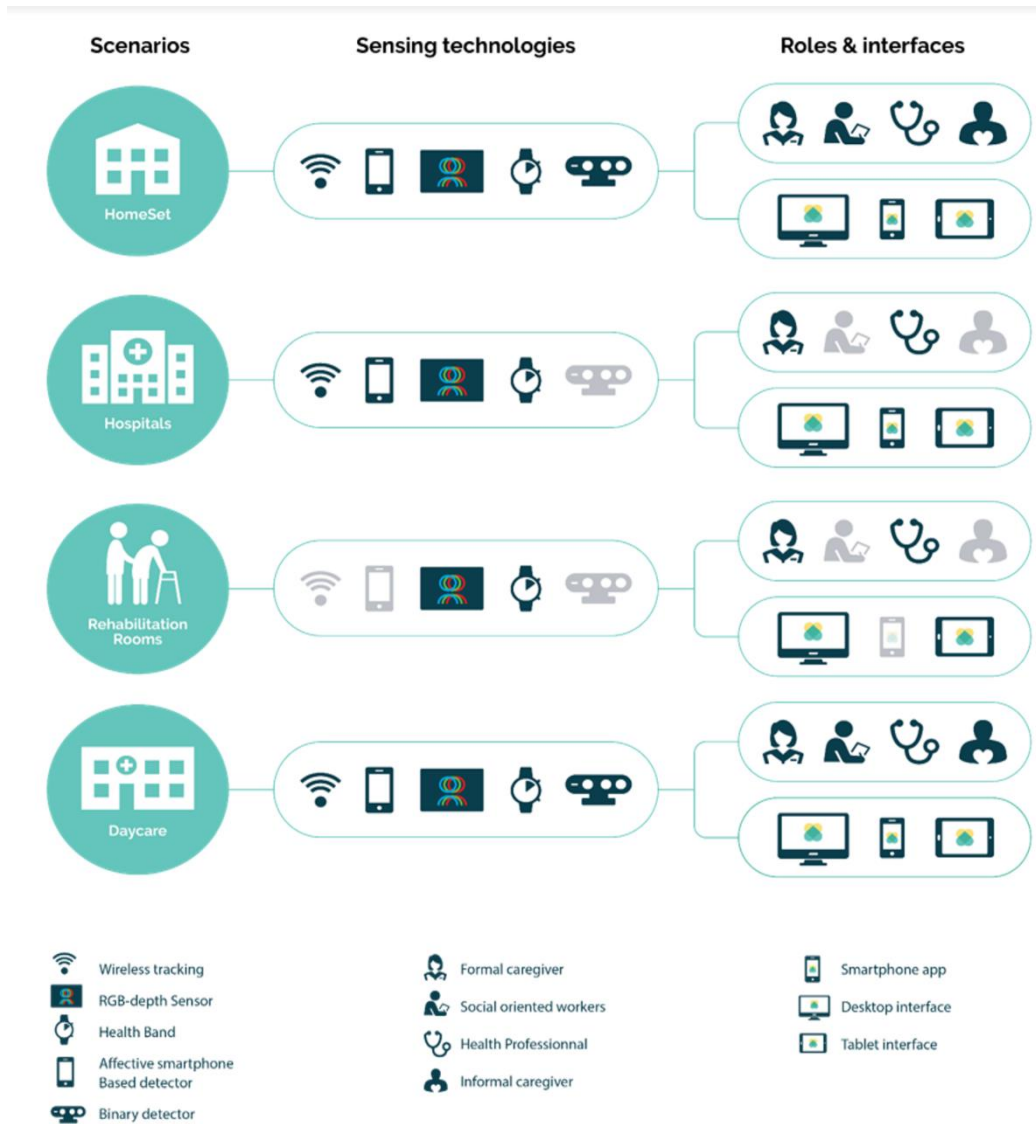 Scenarios
Sensing technologies
Roles & interfaces
HomeSet
Hospitals
Rehabilitation
Rooms
Daycare
Wireless tracking
RGB-depth Sensor
Health Band
Affective smartphone
Based detector
Binary detector
Formal caregiver
Social oriented workers
Health Professionnal
Informal caregiver
Smartphone app
Desktop interface
Tablet interface